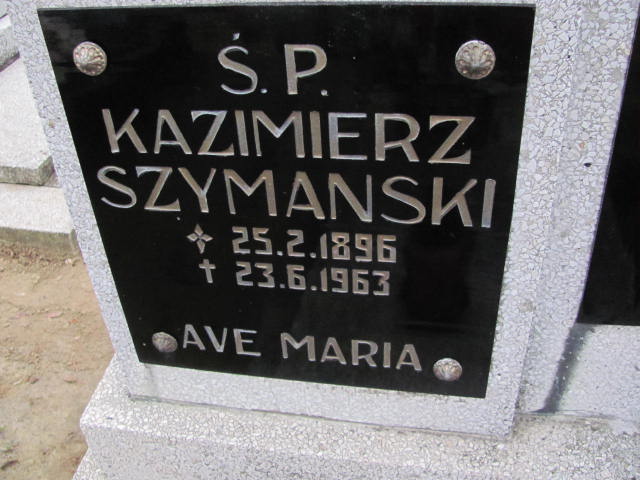 Ś.P.
KAZIMIERZ
SZYMANSKI
25.2.1896
† 23.6.1963
AVE MARIA